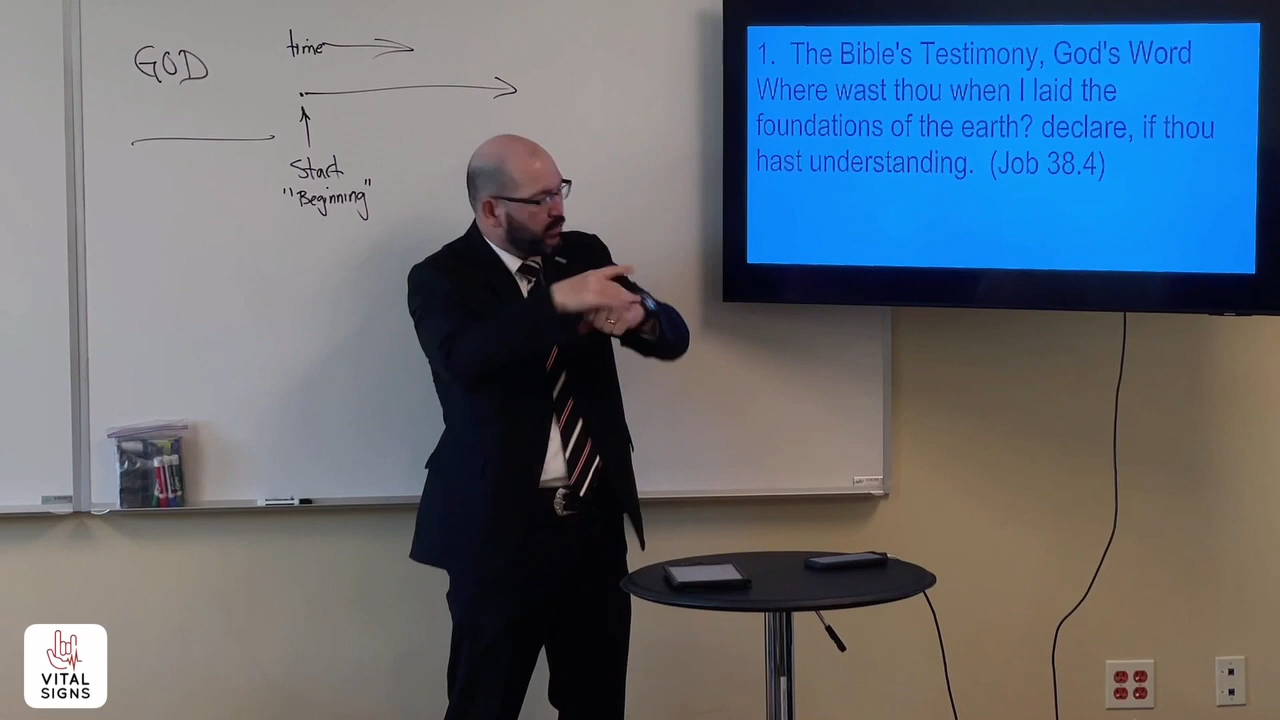 GOD
time
Start
"Beginning"
1. The Bible's Testimony, God's Word
Where wast thou when I laid the
foundations of the earth? declare, if thou
hast understanding. (Job 38.4)
VITAL
SIGNS